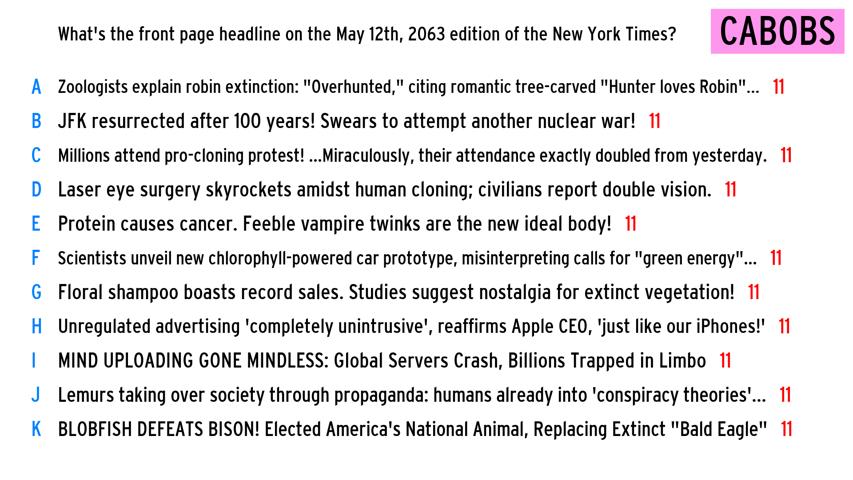 What's the front page headline on the May 12th, 2063 edition of the New York Times?
CABOBS
A Zoologists explain robin extinction: "Overhunted," citing romantic tree-carved "Hunter loves Robin"... 11
B JFK resurrected after 100 years! Swears to attempt another nuclear war! 11
C Millions attend pro-cloning protest! ...Miraculously, their attendance exactly doubled from yesterday. 11
D Laser eye surgery skyrockets amidst human cloning; civilians report double vision. 11
E Protein causes cancer. Feeble vampire twinks are the new ideal body! 11
F Scientists unveil new chlorophyll-powered car prototype, misinterpreting calls for "green energy"... 11
G Floral shampoo boasts record sales. Studies suggest nostalgia for extinct vegetation! 11
H Unregulated advertising 'completely unintrusive', reaffirms Apple CEO, 'just like our iPhones!' 11
I MIND UPLOADING GONE MINDLESS: Global Servers Crash, Billions Trapped in Limbo 11
J Lemurs taking over society through propaganda: humans already into 'conspiracy theories'... 11
K BLOBFISH DEFEATS BISON! Elected America's National Animal, Replacing Extinct "Bald Eagle" 11